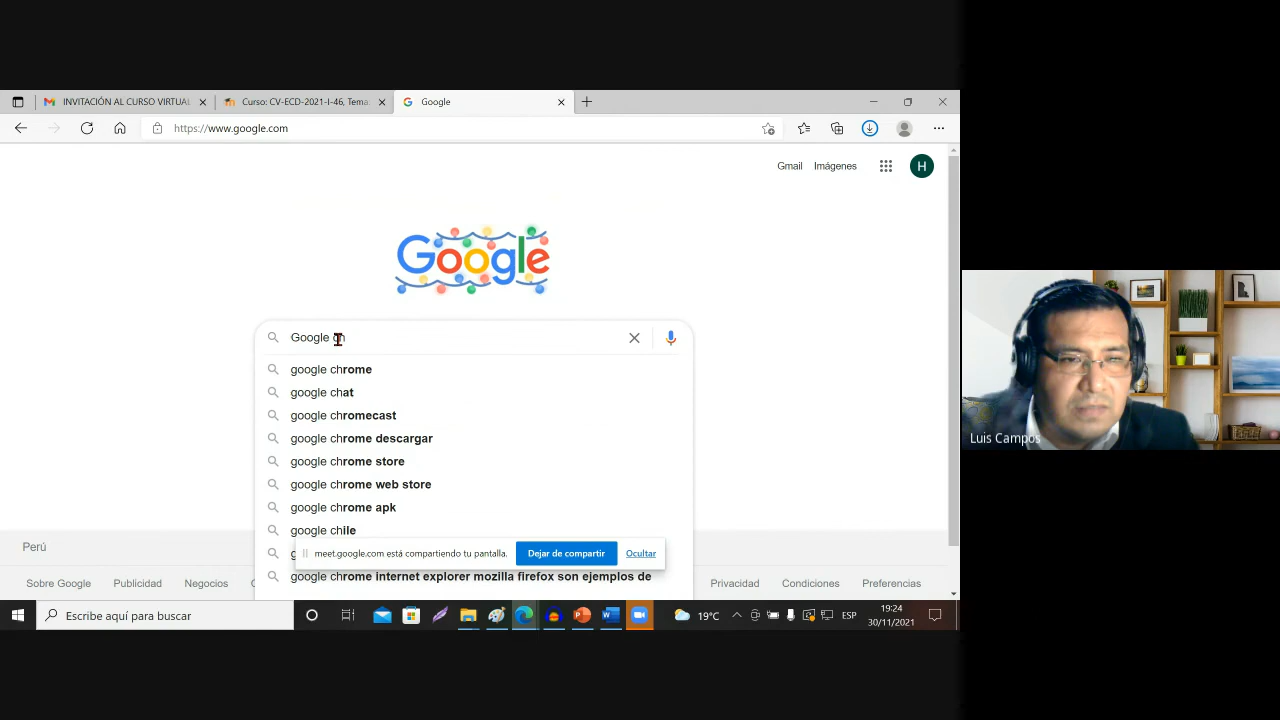 INVITACIÓN AL CURSO VIRTUAL
Curso: CV-ECD-2021-I-46, Tema:
Google
https://www.google.com
Gmail
Imágenes
H
Google
Google ch
google chrome
google chat
google chromecast
google chrome descargar
google chrome store
google chrome web store
google chrome apk
google chile
meet.google.com está compartiendo tu pantalla.
Dejar de compartir
Ocultar
google chrome internet explorer mozilla firefox son ejemplos de
Perú
Sobre Google
Publicidad
Negocios
Privacidad
Condiciones
Preferencias
Escribe aquí para buscar
19°C
ESP
19:24
30/11/2021
Luis Campos